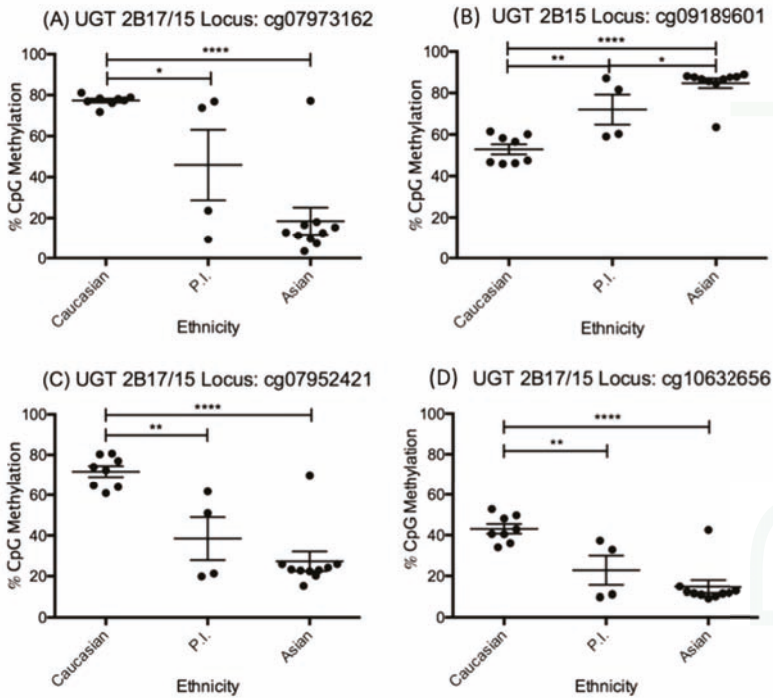 (A) UGT 2B17/15 Locus: cg07973162
****
*
% CpG Methylation
100
80
60
40
20
0
Caucasian
P.I.
Asian
Ethnicity
(B) UGT 2B15 Locus: cg09189601
****
**
*
% CpG Methylation
100
80
60
40
20
0
Caucasian
P.I.
Asian
Ethnicity
(C) UGT 2B17/15 Locus: cg07952421
****
**
% CpG Methylation
100
80
60
40
20
0
Caucasian
P.I.
Asian
Ethnicity
(D) UGT 2B17/15 Locus: cg10632656
****
**
% CpG Methylation
100
80
60
40
20
0
Caucasian
P.I.
Asian
Ethnicity